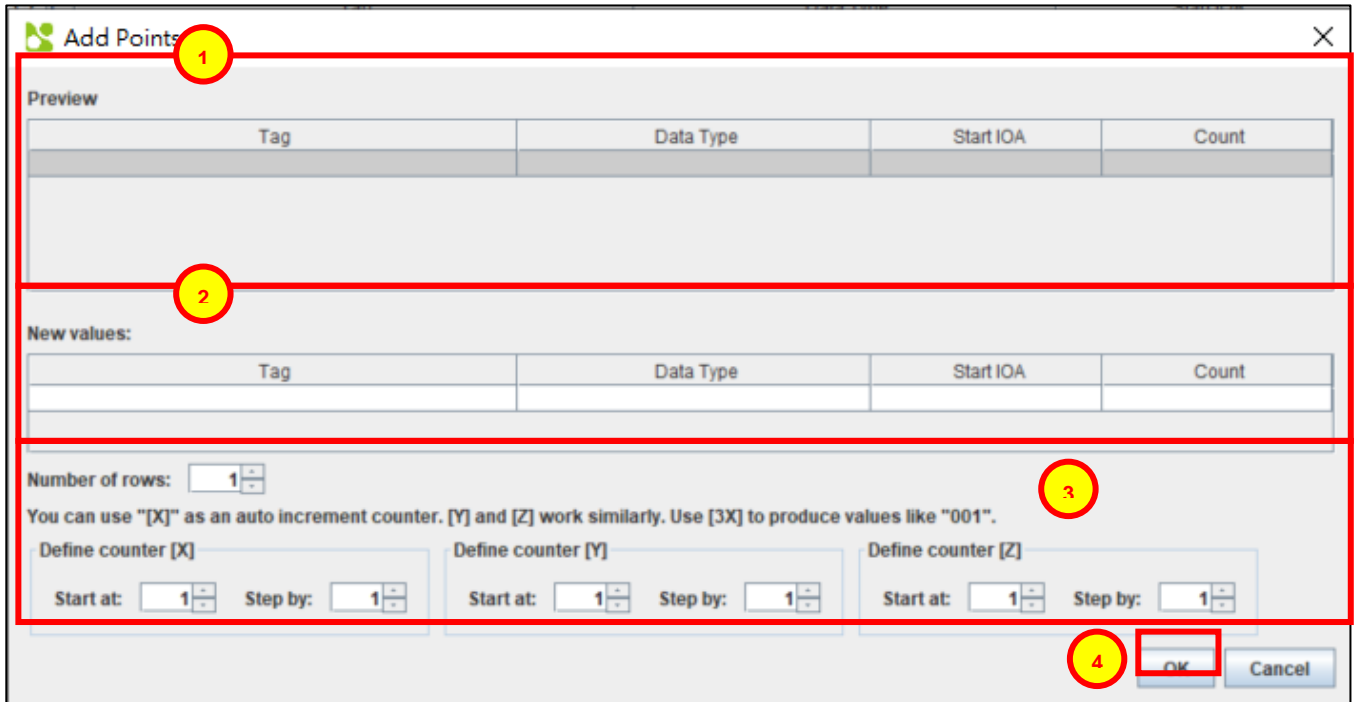 Add Points
1
Preview
Tag Data Type Start IOA Count
2
New values:
Tag Data Type Start IOA Count
Number of rows: 1
3
You can use "[X]" as an auto increment counter. [Y] and [Z] work similarly. Use [3X] to produce values like "001".
Define counter [X] Define counter [Y] Define counter [Z]
Start at: 1 Step by: 1 Start at: 1 Step by: 1 Start at: 1 Step by: 1
4
OK Cancel